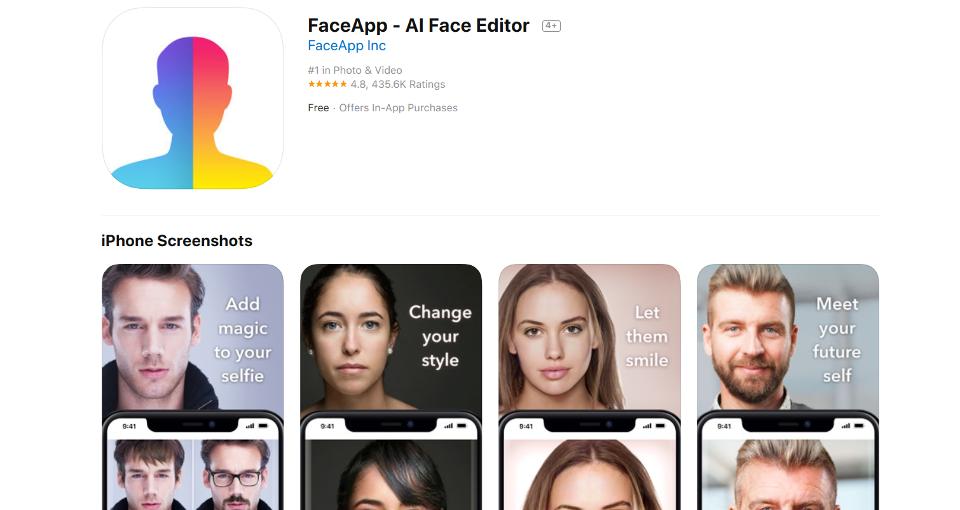 FaceApp - AI Face Editor 4+
FaceApp Inc
#1 in Photo & Video
★★★★★ 4.8, 435.6K Ratings
Free · Offers In-App Purchases
iPhone Screenshots
Add
magic
to your
selfie
Change
your
style
Let
them
smile
Meet
your
future
self
9:41
9:41
9:41
9:41